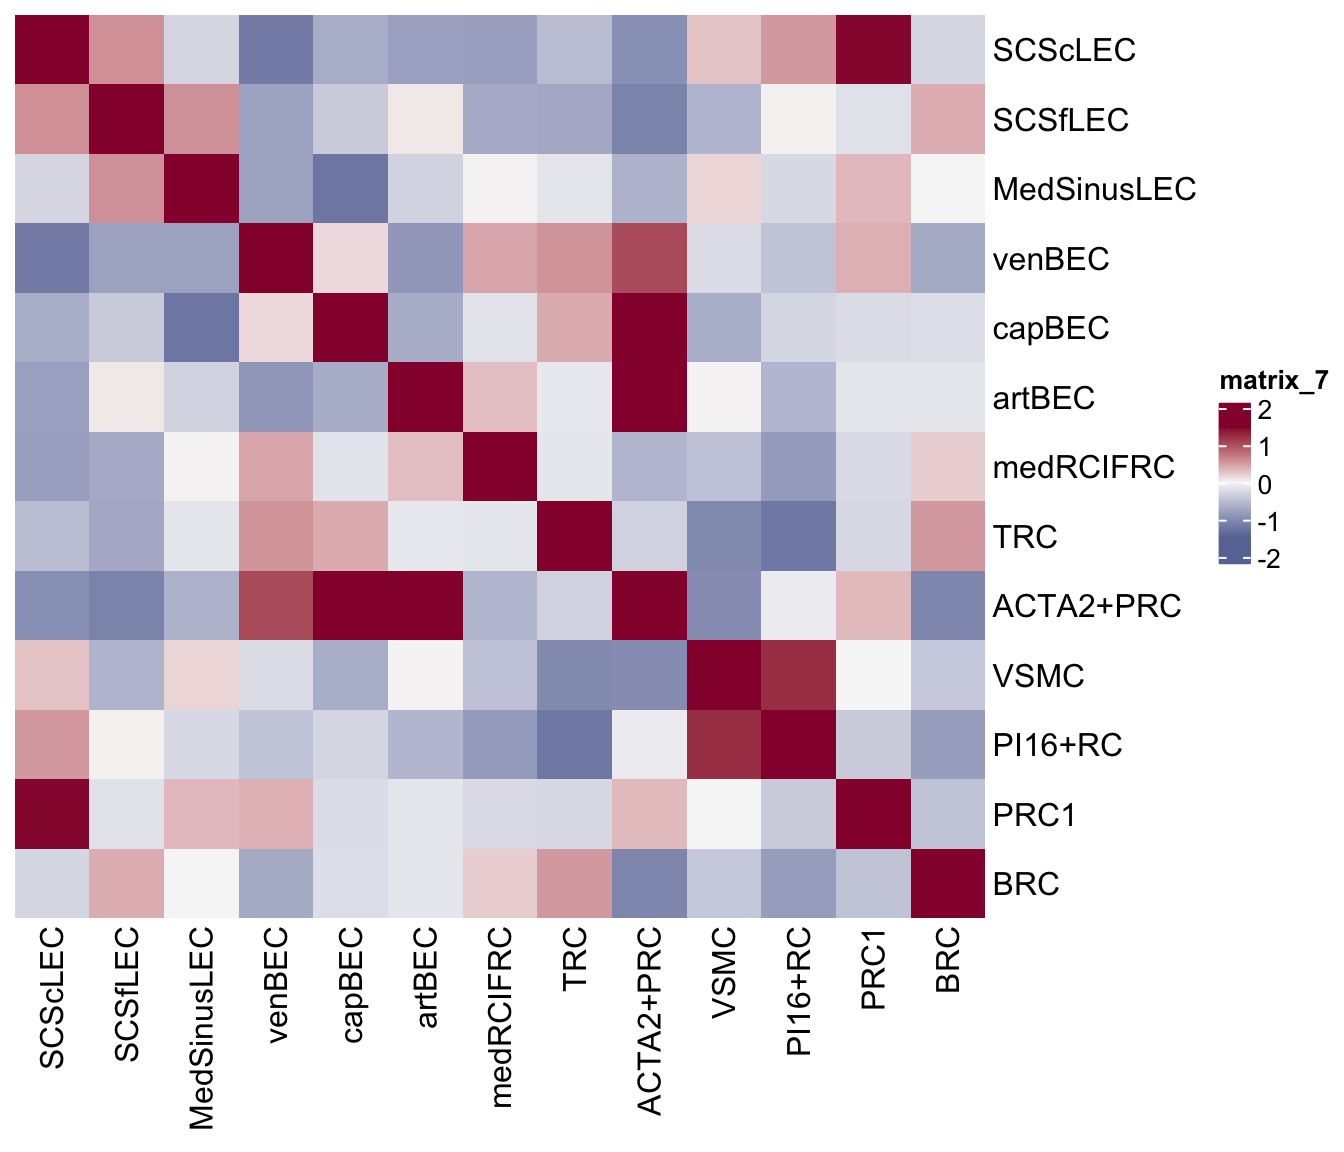 SCScLEC
SCSfLEC
MedSinusLEC
venBEC
capBEC
artBEC
medRCIFRC
TRC
ACTA2+PRC
VSMC
PI16+RC
PRC1
BRC
matrix_7
2
1
0
-1
-2
SCScLEC
SCSfLEC
MedSinusLEC
venBEC
capBEC
artBEC
medRCIFRC
TRC
ACTA2+PRC
VSMC
PI16+RC
PRC1
BRC